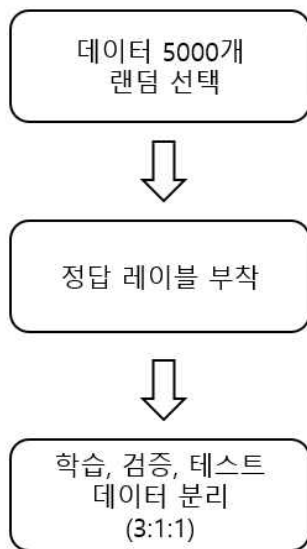 데이터 5000개
랜덤 선택
정답 레이블 부착
학습, 검증, 테스트
데이터 분리
(3:1:1)